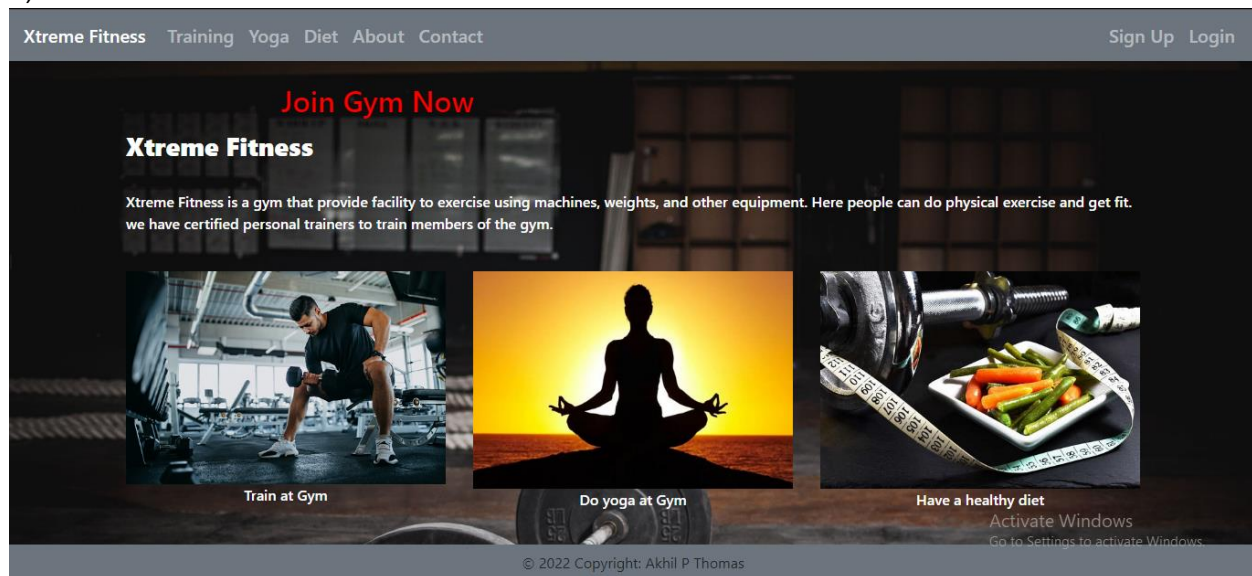 Xtreme Fitness Training Yoga Diet About Contact Sign Up Login
Join Gym Now
Xtreme Fitness
Xtreme Fitness is a gym that provide facility to exercise using machines, weights, and other equipment. Here people can do physical exercise and get fit.
we have certified personal trainers to train members of the gym.
Train at Gym
Do yoga at Gym
Have a healthy diet
Activate Windows
Go to Settings to activate Windows.
© 2022 Copyright: Akhil P Thomas